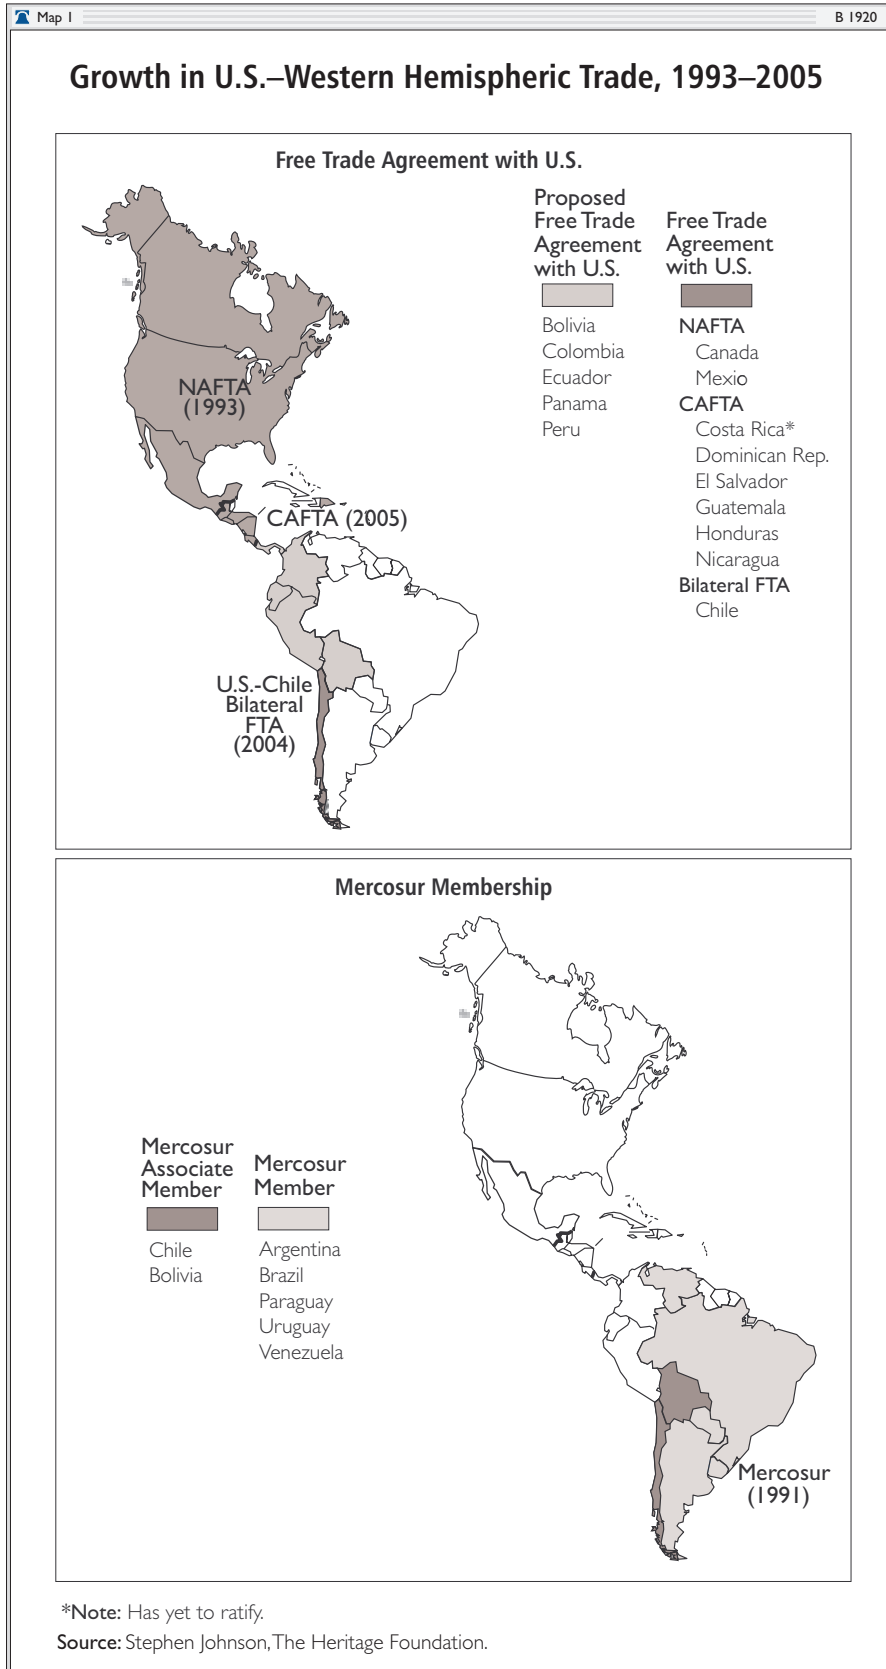 Map 1
B 1920
Growth in U.S.–Western Hemispheric Trade, 1993–2005
Free Trade Agreement with U.S.
Proposed
Free Trade
Agreement
with U.S.
Bolivia
Colombia
Ecuador
Panama
Peru
Free Trade
Agreement
with U.S.
NAFTA
Canada
Mexio
CAFTA
Costa Rica*
Dominican Rep.
El Salvador
Guatemala
Honduras
Nicaragua
Bilateral FTA
Chile
NAFTA
(1993)
CAFTA (2005)
U.S.-Chile
Bilateral
FTA
(2004)
Mercosur Membership
Mercosur
Associate
Member
Chile
Bolivia
Mercosur
Member
Argentina
Brazil
Paraguay
Uruguay
Venezuela
Mercosur
(1991)
*Note: Has yet to ratify.
Source: Stephen Johnson, The Heritage Foundation.